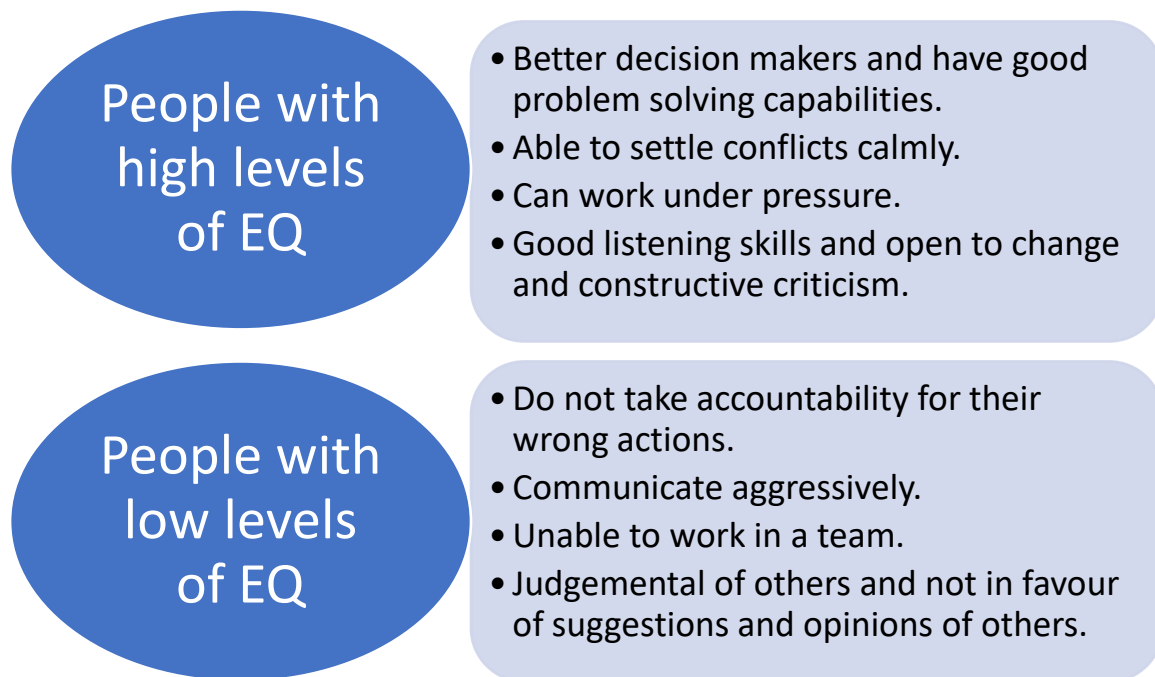 People with
high levels
of EQ
• Better decision makers and have good
problem solving capabilities.
• Able to settle conflicts calmly.
• Can work under pressure.
• Good listening skills and open to change
and constructive criticism.
People with
low levels
of EQ
• Do not take accountability for their
wrong actions.
• Communicate aggressively.
• Unable to work in a team.
• Judgemental of others and not in favour
of suggestions and opinions of others.